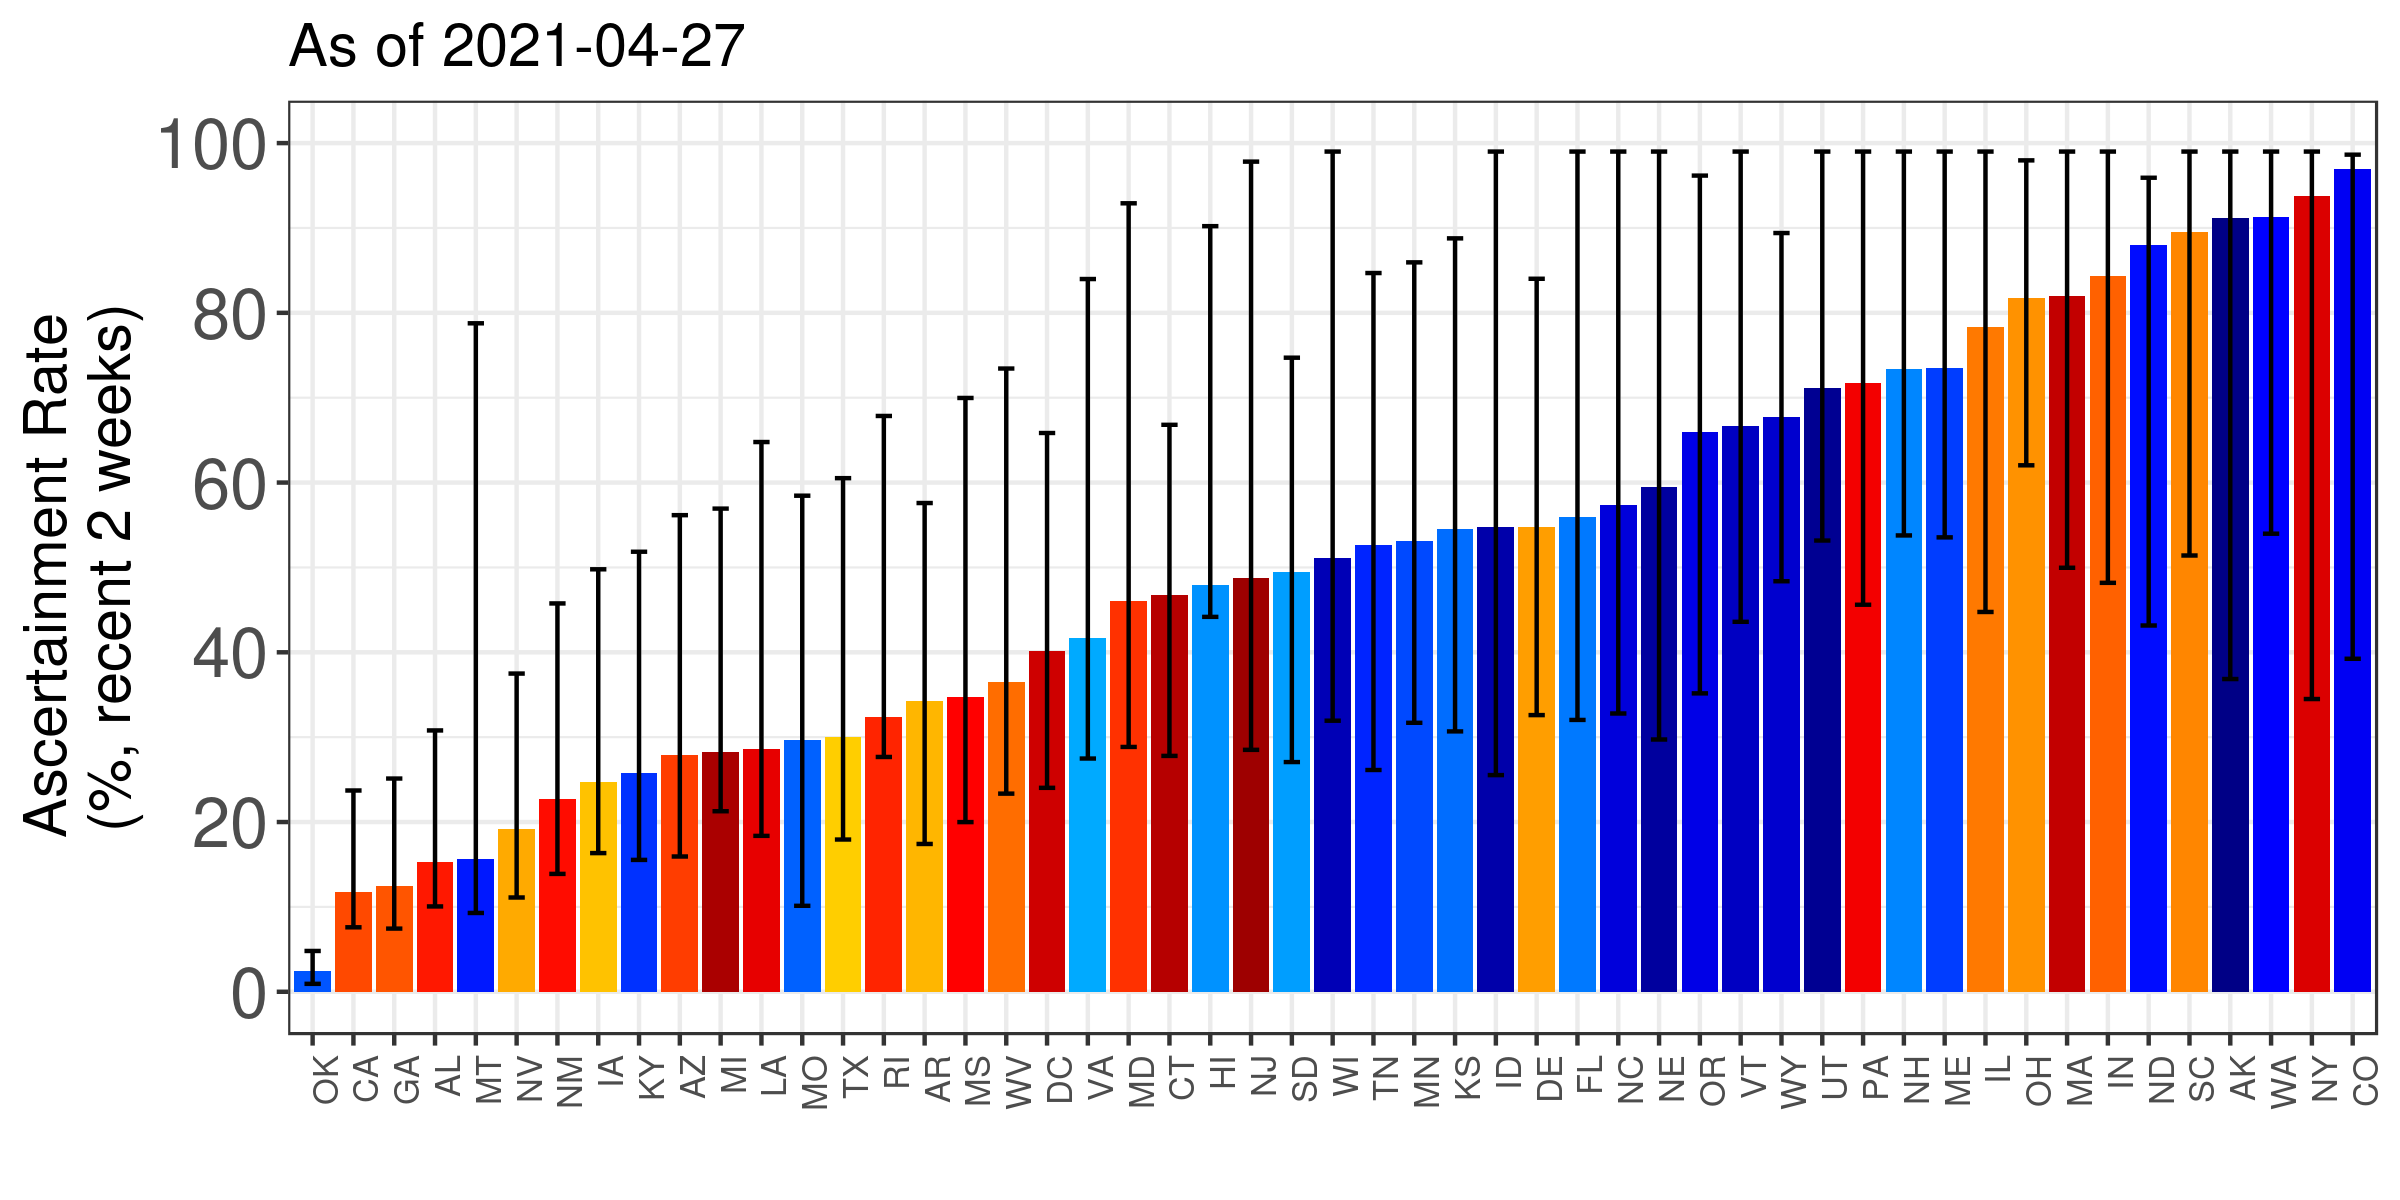 As of 2021-04-27
Ascertainment Rate
(%, recent 2 weeks)
100
80
60
40
20
0
OK CA GA AL MT NV NM IA KY AZ MI LA MO TX RI AR MS WV DC VA MD CT HI NJ SD WI TN MN KS ID DE FL NC NE OR VT WY UT PA NH ME IL OH MA IN ND SC AK WA NY CO